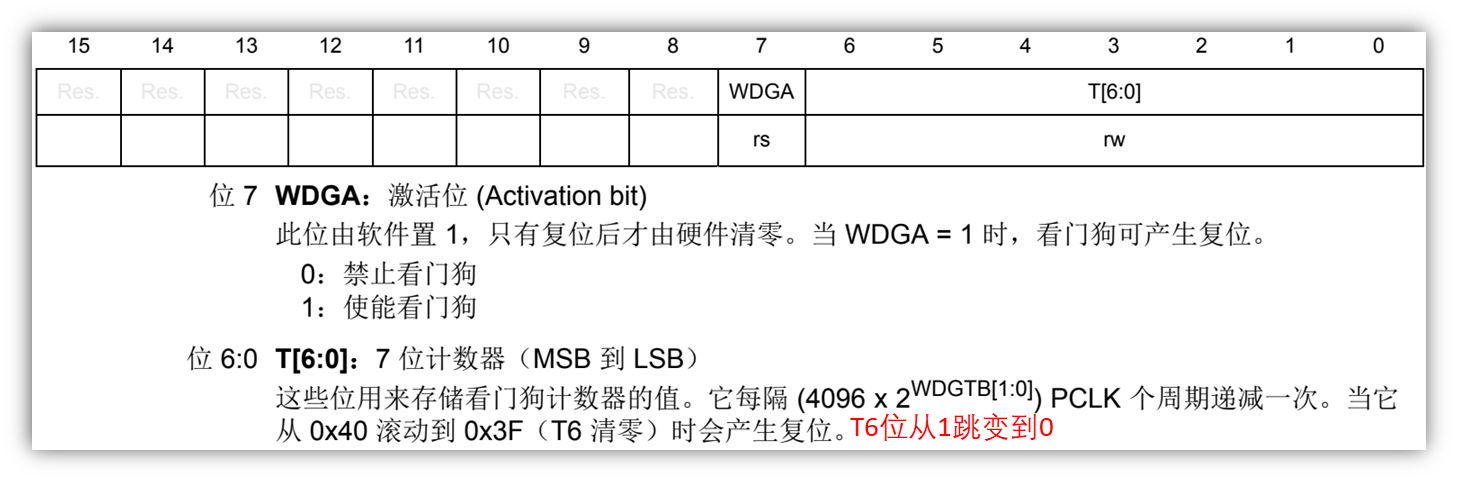 15 14 13 12 11 10 9 8 7 6 5 4 3 2 1 0
Res. Res. Res. Res. Res. Res. Res. Res. WDGA T[6:0]
rs rw
位 7 WDGA：激活位 (Activation bit)
此位由软件置 1，只有复位后才由硬件清零。当 WDGA = 1 时，看门狗可产生复位。
0：禁止看门狗
1：使能看门狗
位 6:0 T[6:0]：7 位计数器（MSB 到 LSB）
这些位用来存储看门狗计数器的值。它每隔 (4096 x 2^WDGTB[1:0]) PCLK 个周期递减一次。当它
从 0x40 滚动到 0x3F（T6 清零）时会产生复位。T6位从1跳变到0